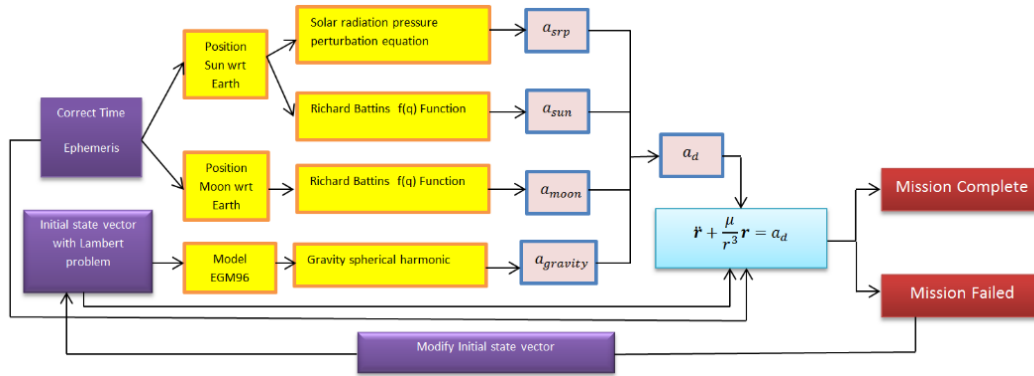 Solar radiation pressure
perturbation equation
a_srp
Position
Sun wrt
Earth
Correct Time
Ephemeris
Richard Battins f(q) Function
a_sun
a_d
Position
Moon wrt
Earth
Richard Battins f(q) Function
a_moon
Mission Complete
Initial state vector
with Lambert
problem
r̈ + μ/r³ r = a_d
Model
EGM96
Gravity spherical harmonic
a_gravity
Mission Failed
Modify Initial state vector